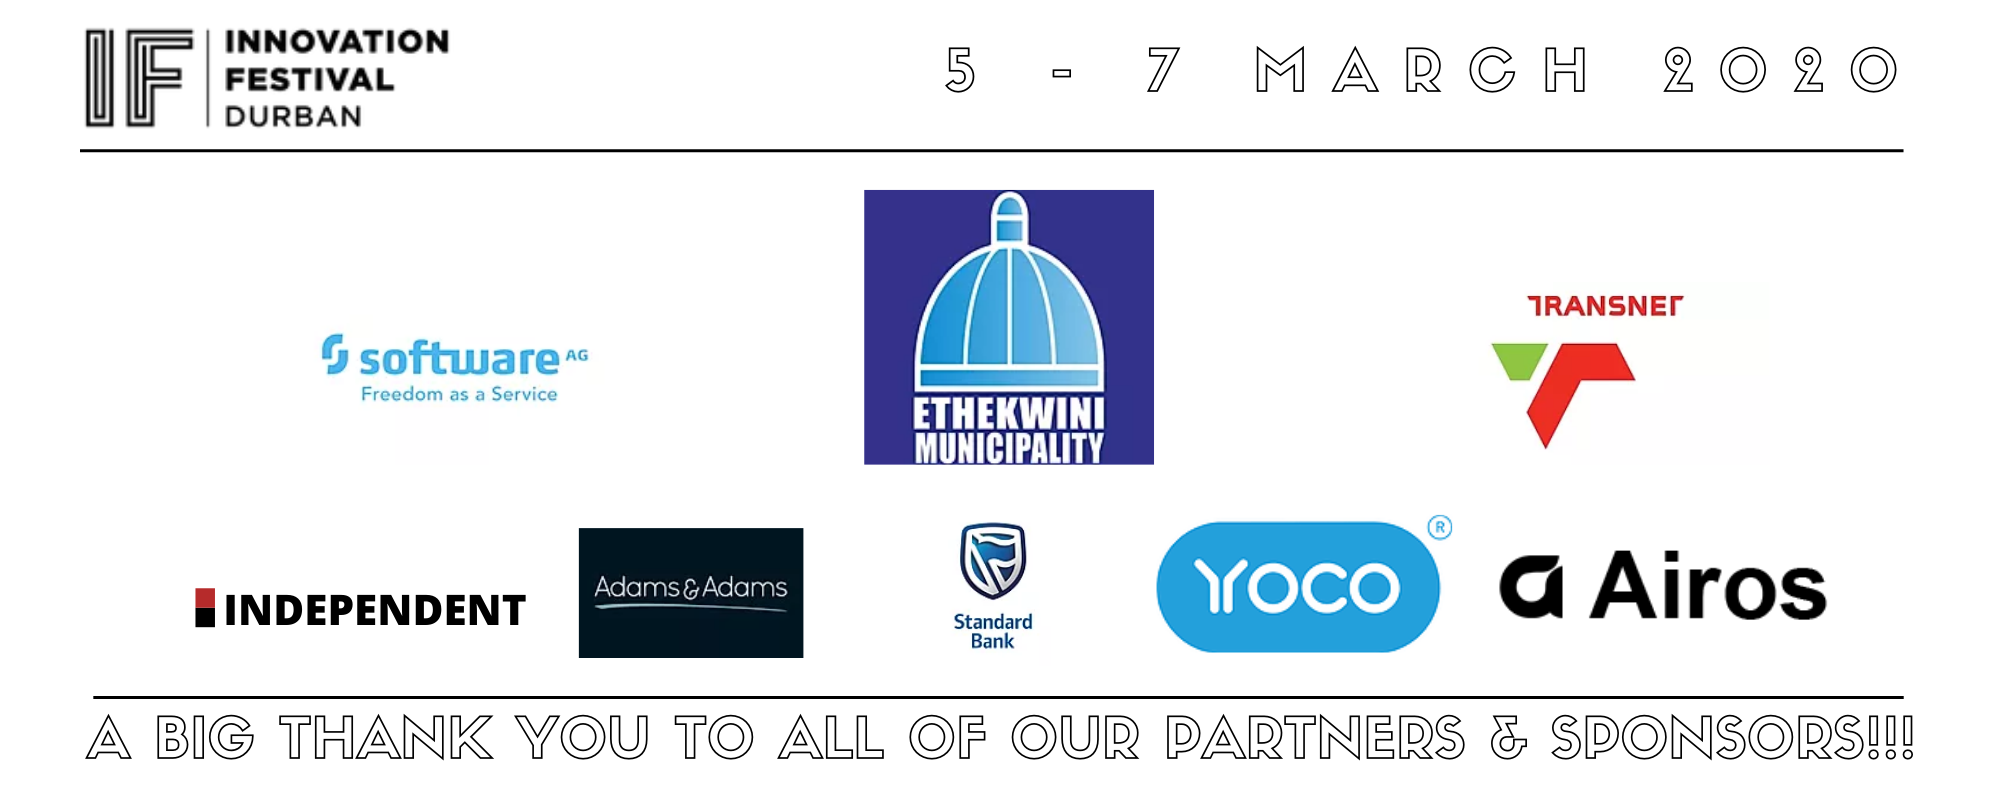 IF
INNOVATION
FESTIVAL
DURBAN
5 - 7 MARCH 2020
software AG
Freedom as a Service
ETHEKWINI
MUNICIPALITY
TRANSNET
INDEPENDENT
Adams & Adams
Standard
Bank
YOCO ®
a Airos
A BIG THANK YOU TO ALL OF OUR PARTNERS & SPONSORS!!!